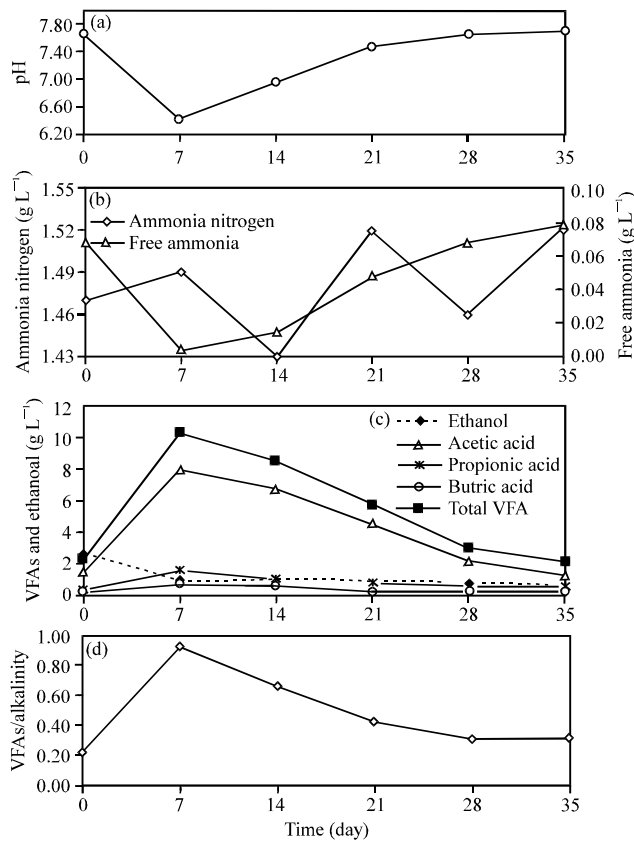 (a)
pH
7.80
7.40
7.00
6.60
6.20
0 7 14 21 28 35
(b)
Ammonia nitrogen (g L⁻¹)
1.55
1.52
1.49
1.46
1.43
Ammonia nitrogen
Free ammonia
Free ammonia (g L⁻¹)
0.10
0.08
0.06
0.04
0.02
0.00
0 7 14 21 28 35
(c)
VFAs and ethanoal (g L⁻¹)
12
10
8
6
4
2
0
Ethanol
Acetic acid
Propionic acid
Butric acid
Total VFA
0 7 14 21 28 35
(d)
VFAs/alkalinity
1.00
0.80
0.60
0.40
0.20
0.00
0 7 14 21 28 35
Time (day)